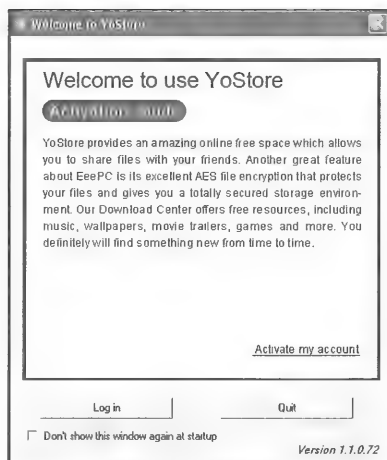 Welcome to YoStore
Welcome to use YoStore
Activation
YoStore provides an amazing online free space which allows
you to share files with your friends. Another great feature
about EeePC is its excellent AES file encryption that protects
your files and gives you a totally secured storage environ-
ment. Our Download Center offers free resources, including
music, wallpapers, movie trailers, games and more. You
definitely will find something new from time to time.
Activate my account
Log in
Quit
Don't show this window again at startup
Version 1.1.0.72